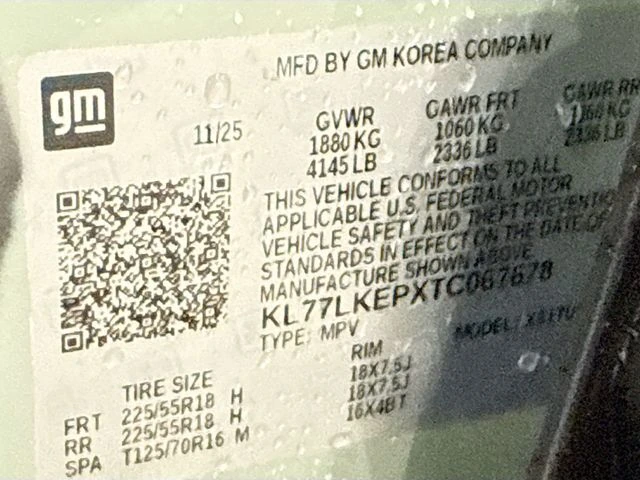 MFD BY GM KOREA COMPANY
gm
11/25
GVWR GAWR FRT GAWR RR
1880 KG 1060 KG
4145 LB 2336 LB
THIS VEHICLE CONFORMS TO ALL
APPLICABLE U.S. FEDERAL MOTOR
VEHICLE SAFETY AND THEFT PREVENTION
STANDARDS IN EFFECT ON THE DATE OF
MANUFACTURE SHOWN ABOVE
KL77LKEPXTC067678
TYPE: MPV MODEL:
TIRE SIZE RIM
FRT 225/55R18 H 18X7.5J
RR 225/55R18 H 18X7.5J
SPA T125/70R16 M 16X4BT